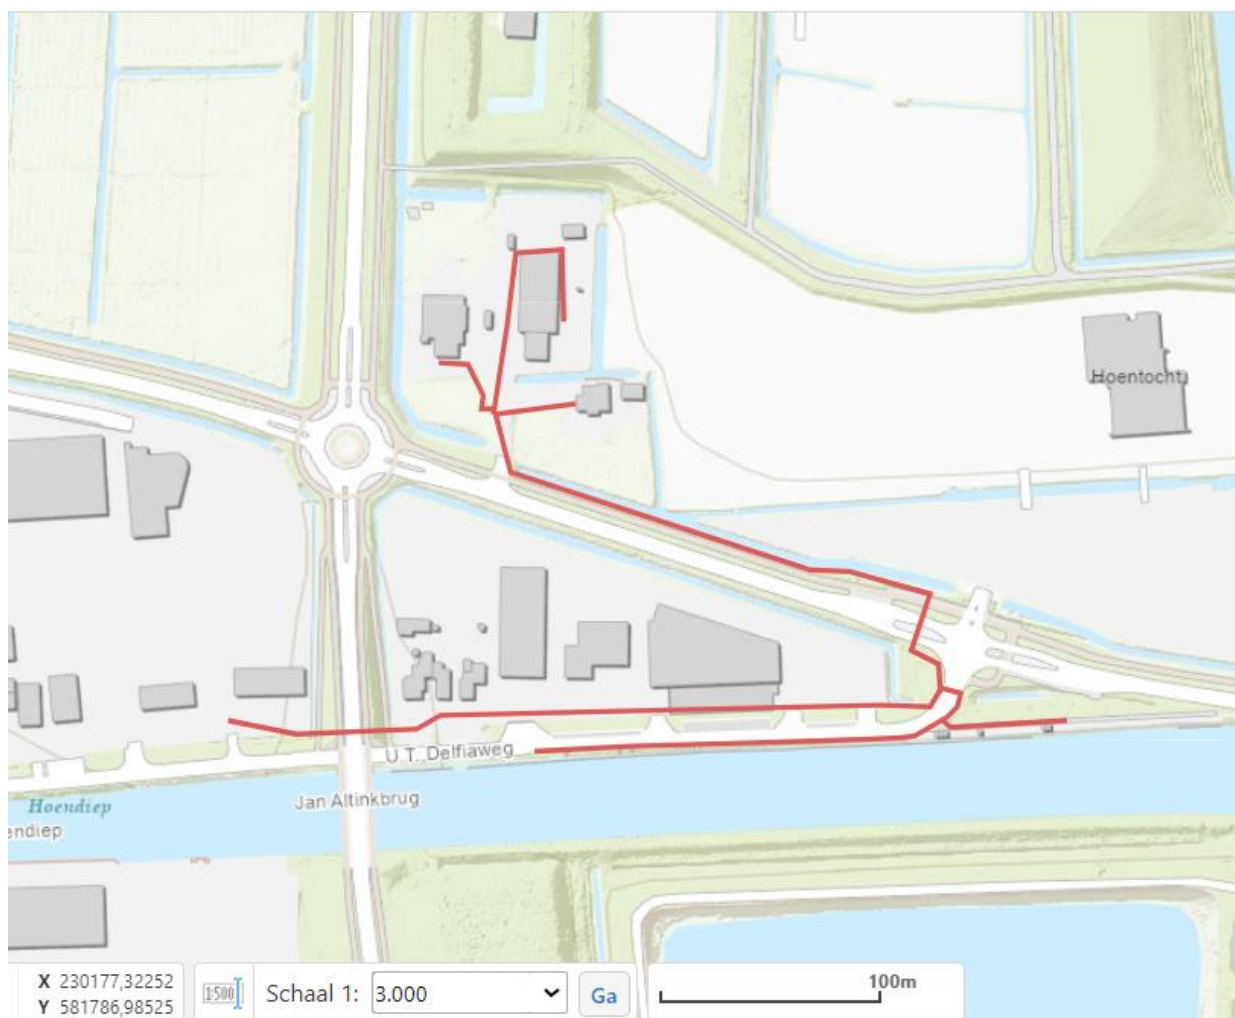 Hoentocht
U.T. Delfiaweg
Jan Altinkbrug
Hoendiep
endiep
X 230177,32252
Y 581786,98525
1:500
Schaal 1: 3.000
Ga
100m